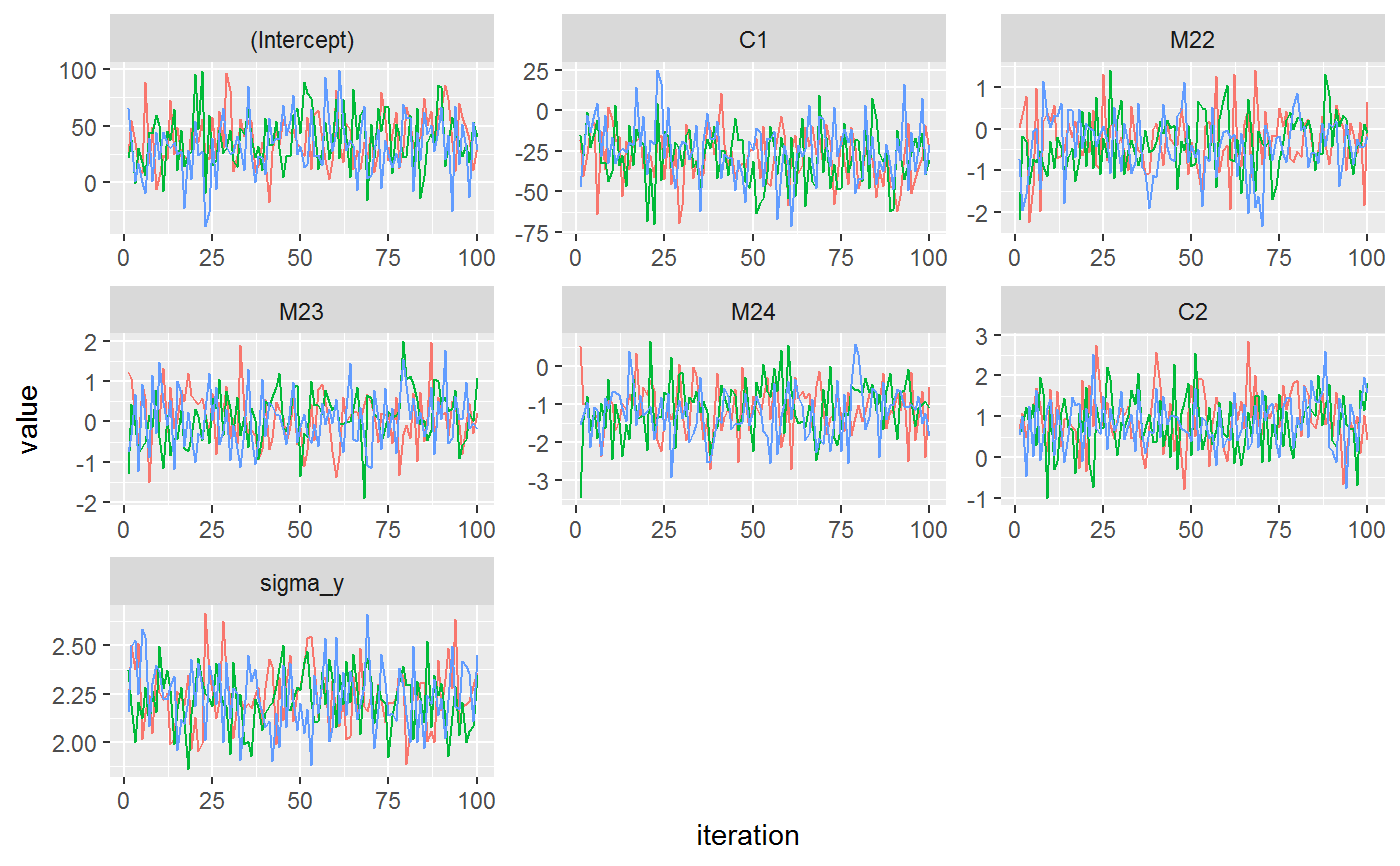 (Intercept) C1 M22
100 50 0
25 0 -25 -50 -75
1 0 -1 -2
0 25 50 75 100 0 25 50 75 100 0 25 50 75 100
M23 M24 C2
2 1 0 -1 -2
0 -1 -2 -3
3 2 1 0 -1
0 25 50 75 100 0 25 50 75 100 0 25 50 75 100
value
sigma_y
2.50 2.25 2.00
0 25 50 75 100
iteration